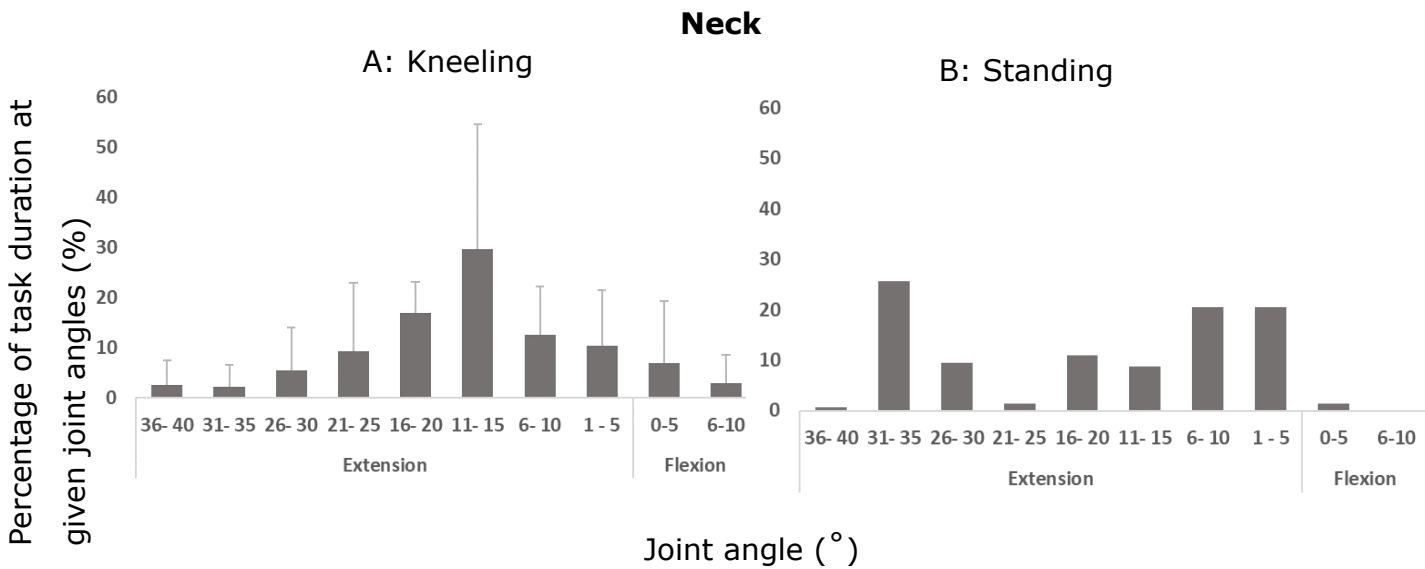 Neck
A: Kneeling
B: Standing
Percentage of task duration at
given joint angles (%)
60
50
40
30
20
10
0
36- 40 31- 35 26- 30 21- 25 16- 20 11- 15 6- 10 1 - 5 0-5 6-10
Extension Flexion
60
50
40
30
20
10
0
36- 40 31- 35 26- 30 21- 25 16- 20 11- 15 6- 10 1 - 5 0-5 6-10
Extension Flexion
Joint angle (˚)